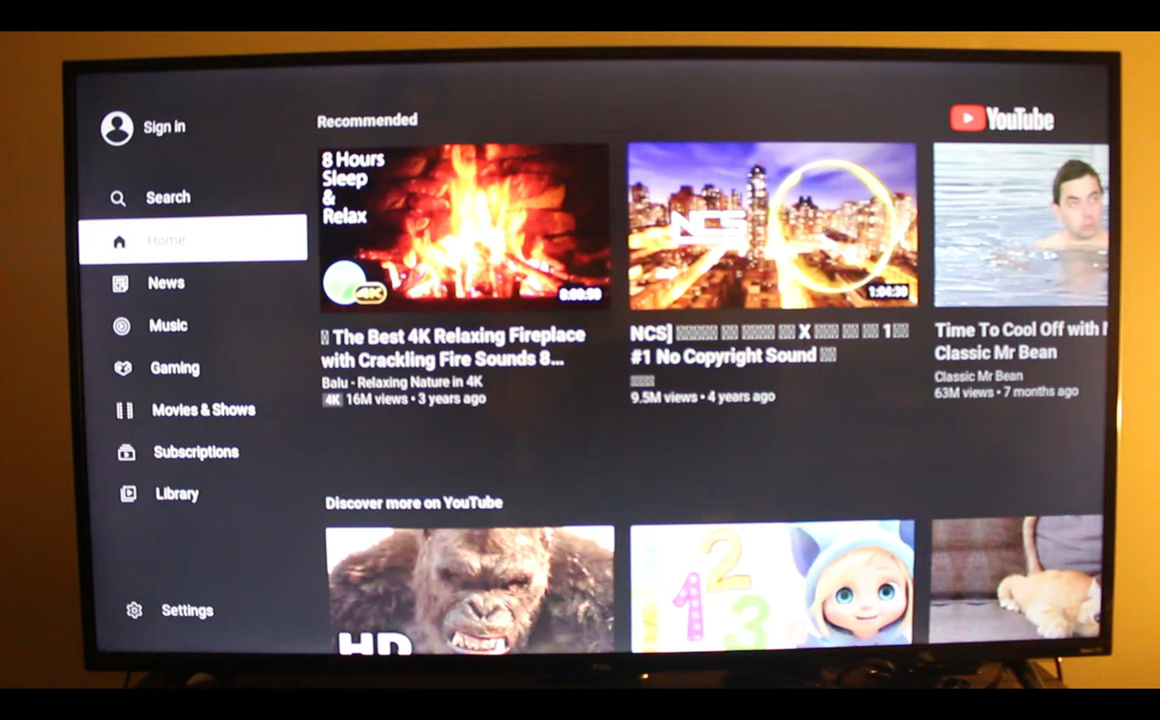 Sign in
Search
Home
News
Music
Gaming
Movies & Shows
Subscriptions
Library
Settings
YouTube
Recommended
8 Hours
Sleep
&
Relax
4K
8:00:00
The Best 4K Relaxing Fireplace
with Crackling Fire Sounds 8...
Balu - Relaxing Nature in 4K
4K 16M views • 3 years ago
NCS
1:04:30
NCS] X 1
#1 No Copyright Sound
9.5M views • 4 years ago
Time To Cool Off with
Classic Mr Bean
Classic Mr Bean
63M views • 7 months ago
Discover more on YouTube
HD
1 2 3
TCL